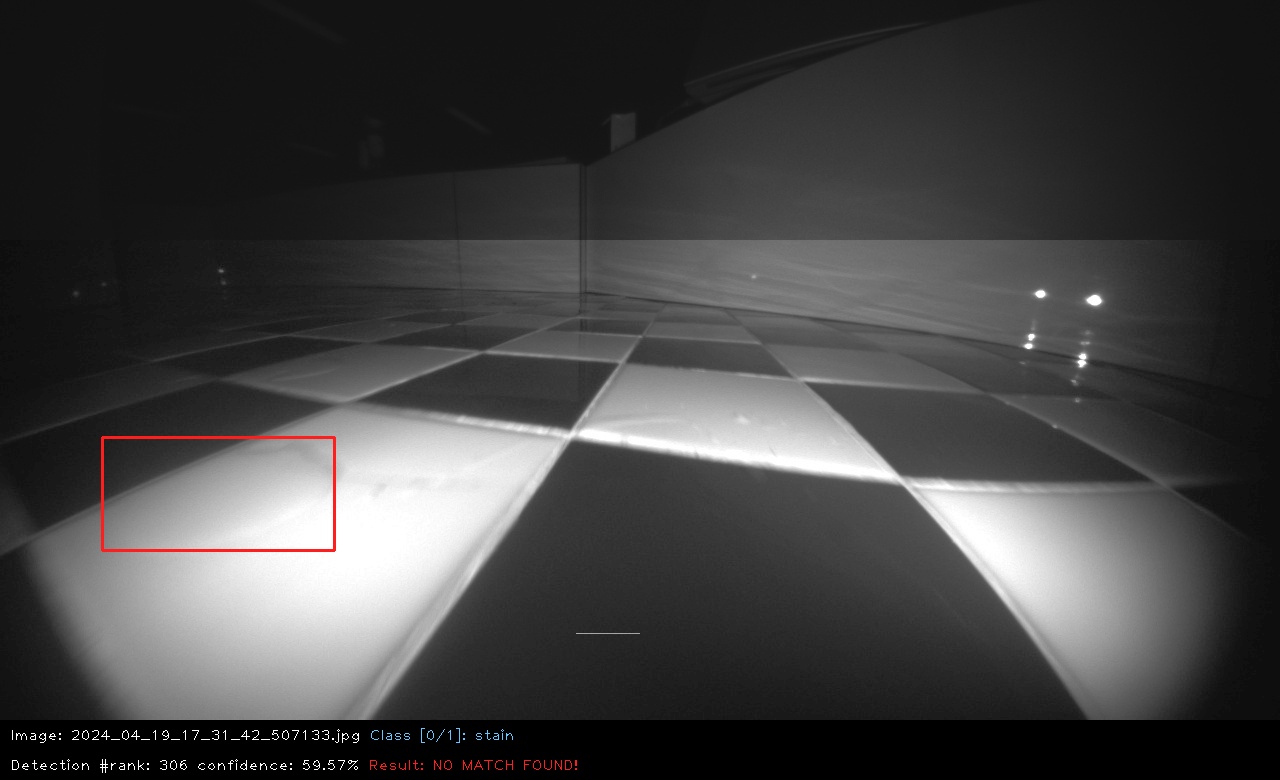 Image: 2024_04_19_17_31_42_507133.jpg Class [0/1]: stain
Detection #rank: 306 confidence: 59.57% Result: NO MATCH FOUND!